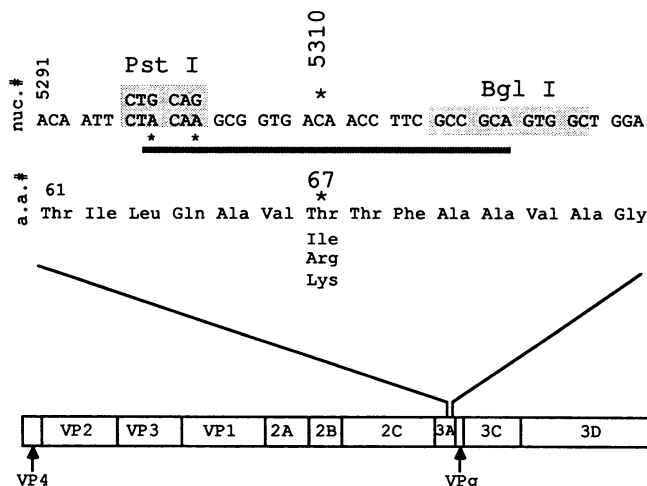 nuc.# 5291 Pst I 5310 Bgl I
CTG CAG *
ACA ATT CTA CAA GCG GTG ACA ACC TTC GCC GCA GTG GCT GGA
* *
a.a.# 61 67
*
Thr Ile Leu Gln Ala Val Thr Thr Phe Ala Ala Val Ala Gly
Ile
Arg
Lys
VP2 VP3 VP1 2A 2B 2C 3A 3C 3D
VP4 VPg